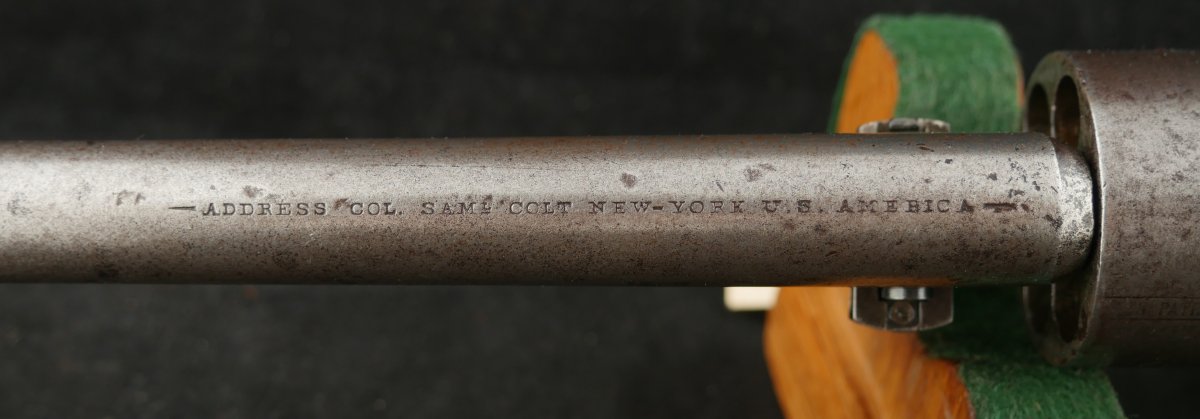 —ADDRESS COL. SAMˡ COLT NEW-YORK U.S. AMERICA—